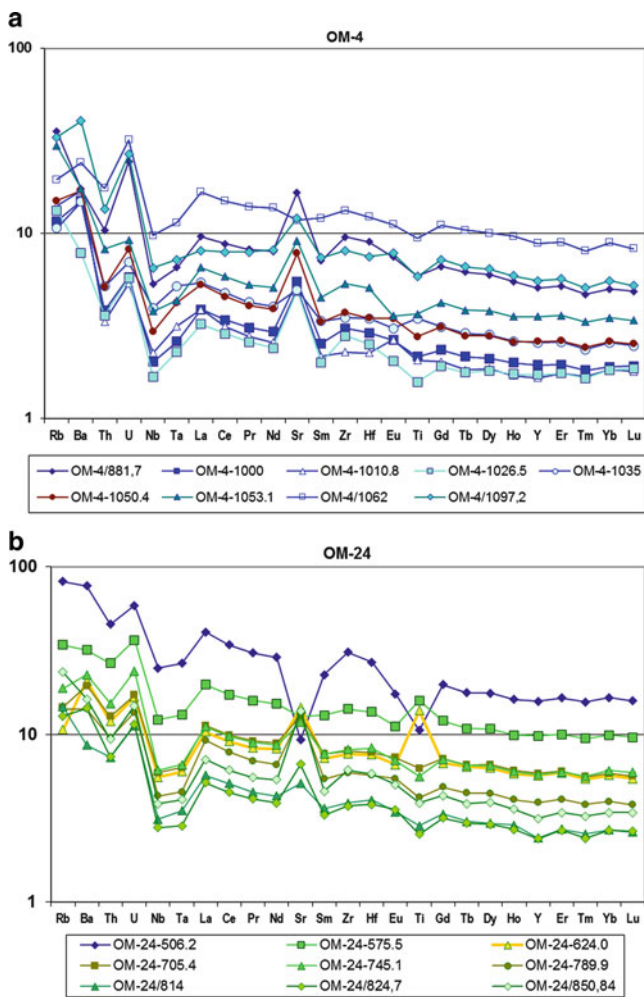 a
OM-4
100
10
1
Rb Ba Th U Nb Ta La Ce Pr Nd Sr Sm Zr Hf Eu Ti Gd Tb Dy Ho Y Er Tm Yb Lu
OM-4/881,7 OM-4-1000 OM-4-1010.8 OM-4-1026.5 OM-4-1035
OM-4-1050.4 OM-4-1053.1 OM-4/1062 OM-4/1097,2
b
OM-24
100
10
1
Rb Ba Th U Nb Ta La Ce Pr Nd Sr Sm Zr Hf Eu Ti Gd Tb Dy Ho Y Er Tm Yb Lu
OM-24-506.2 OM-24-575.5 OM-24-624.0
OM-24-705.4 OM-24-745.1 OM-24-789.9
OM-24/814 OM-24/824,7 OM-24/850,84